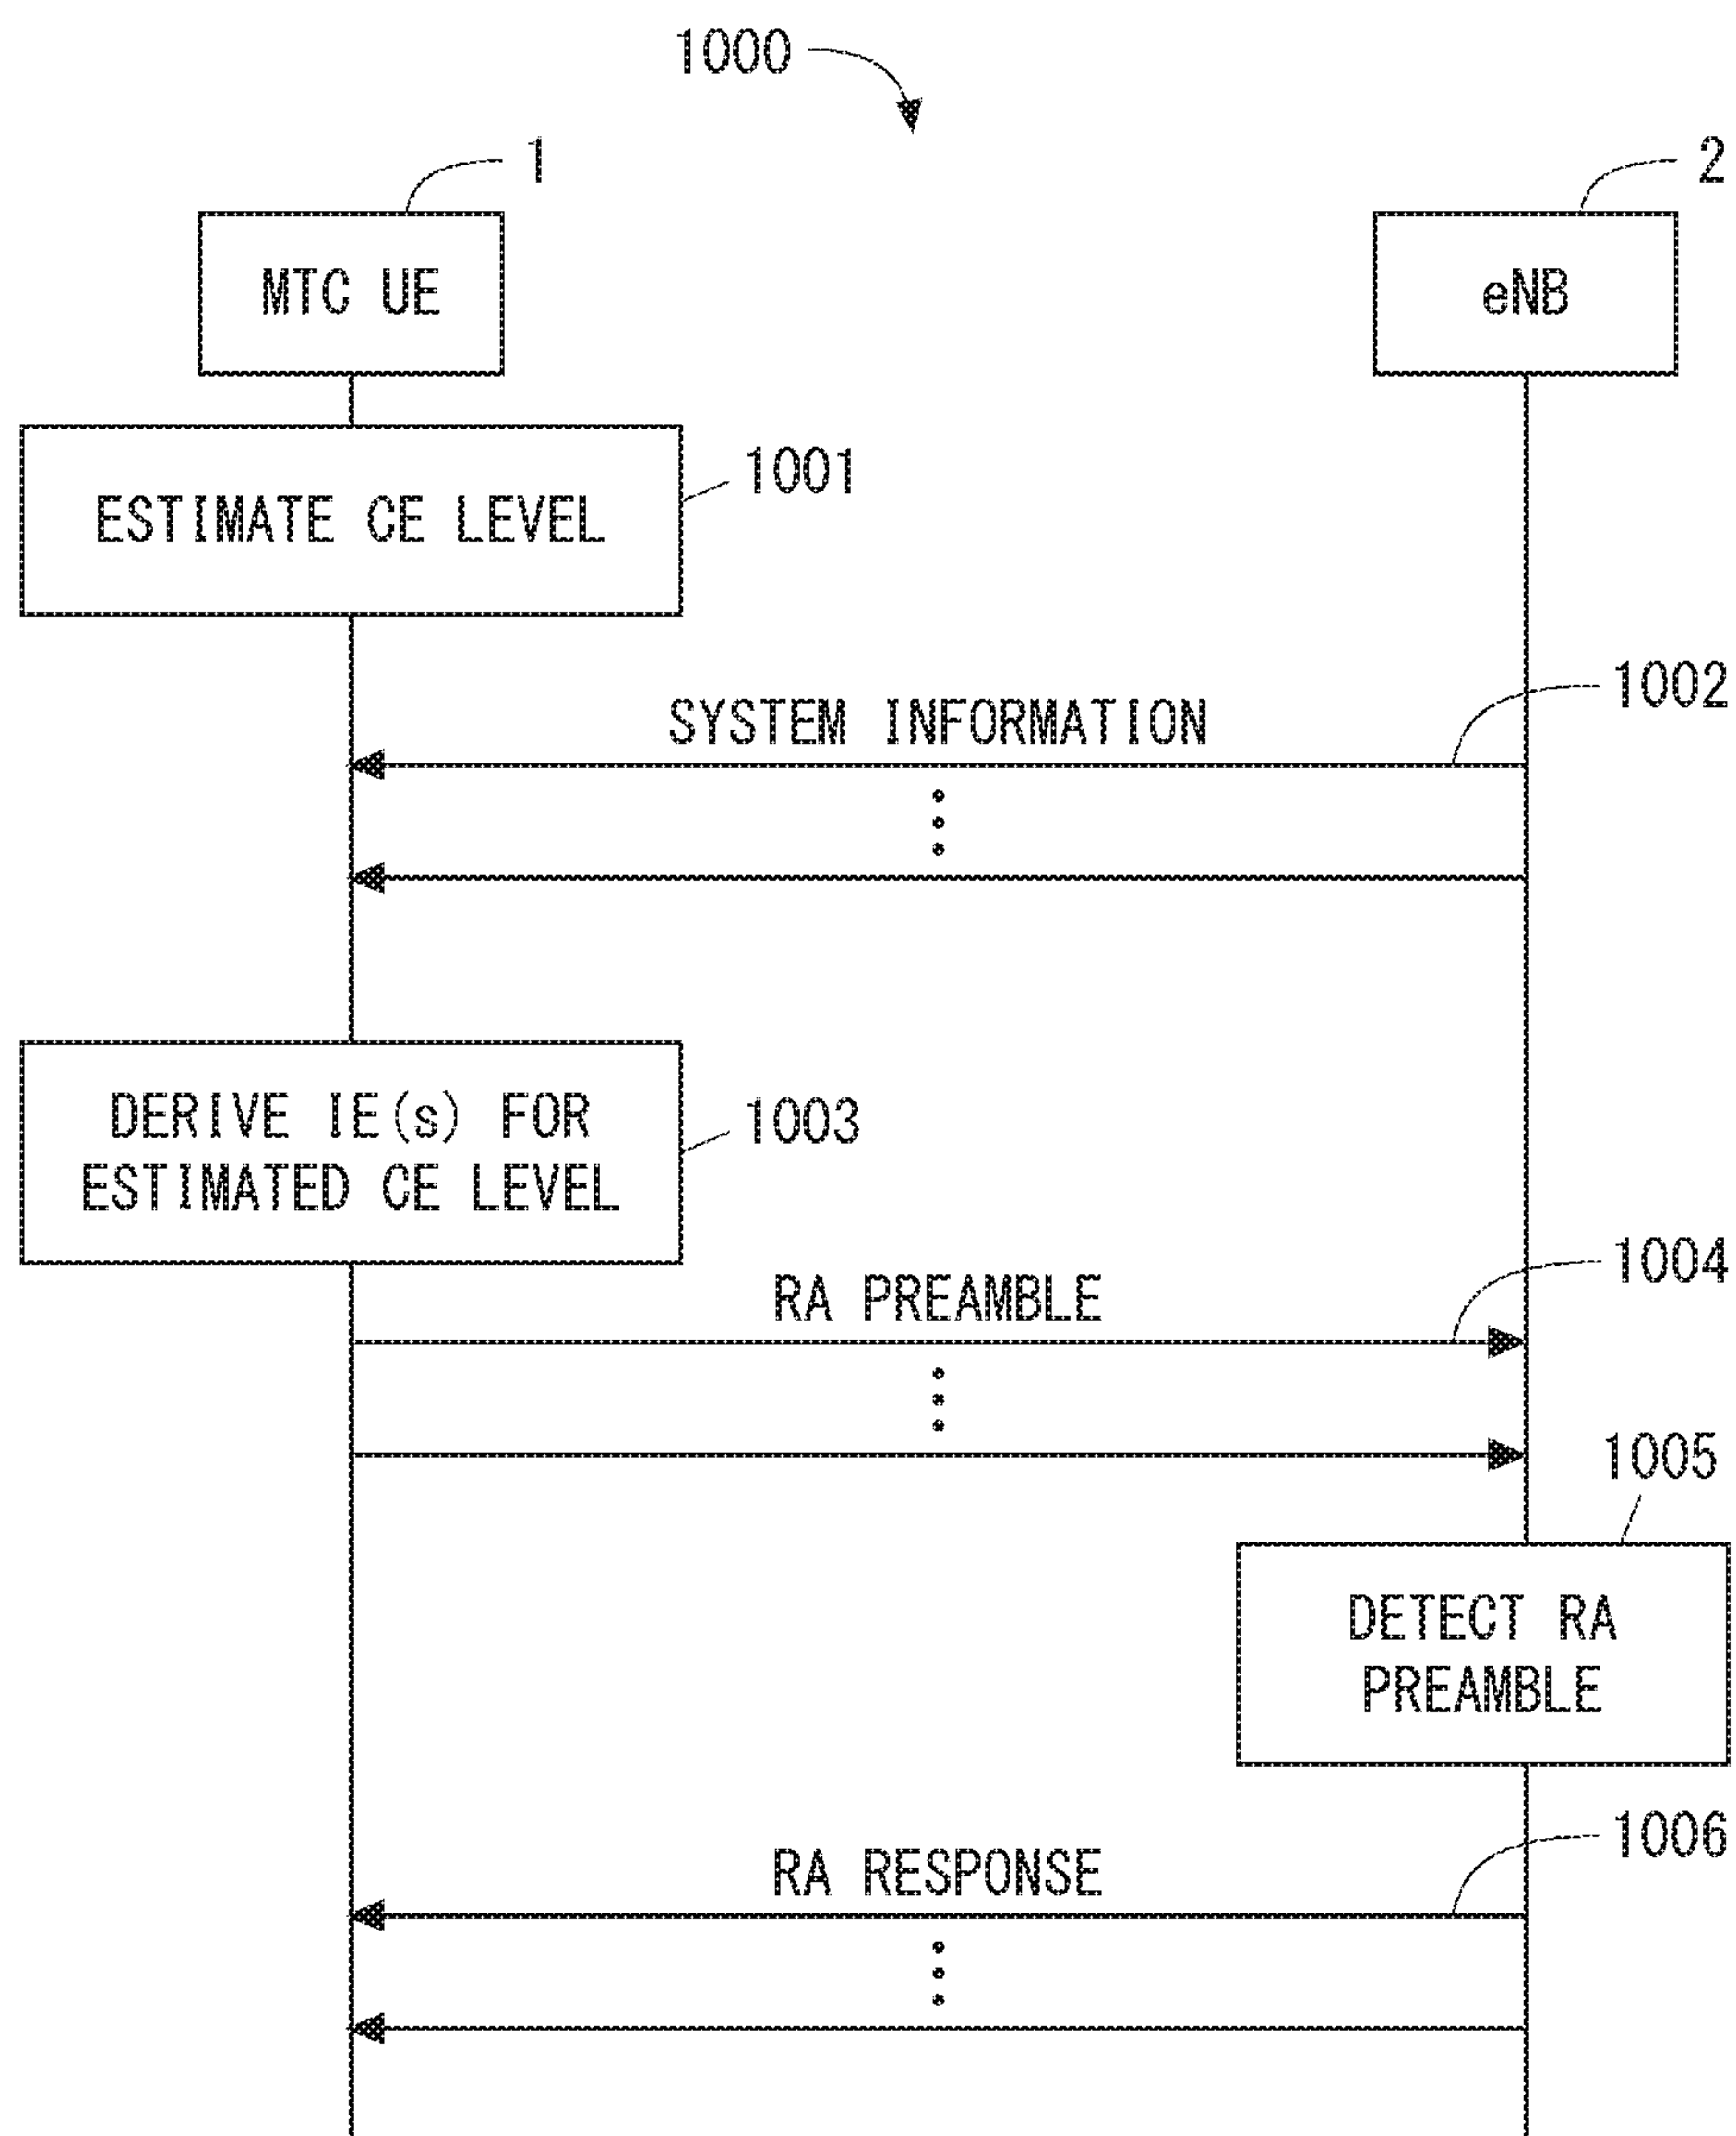 1000
1
2
MTC UE
eNB
1001
ESTIMATE CE LEVEL
1002
SYSTEM INFORMATION
DERIVE IE(s) FOR
ESTIMATED CE LEVEL
1003
1004
RA PREAMBLE
1005
DETECT RA
PREAMBLE
1006
RA RESPONSE